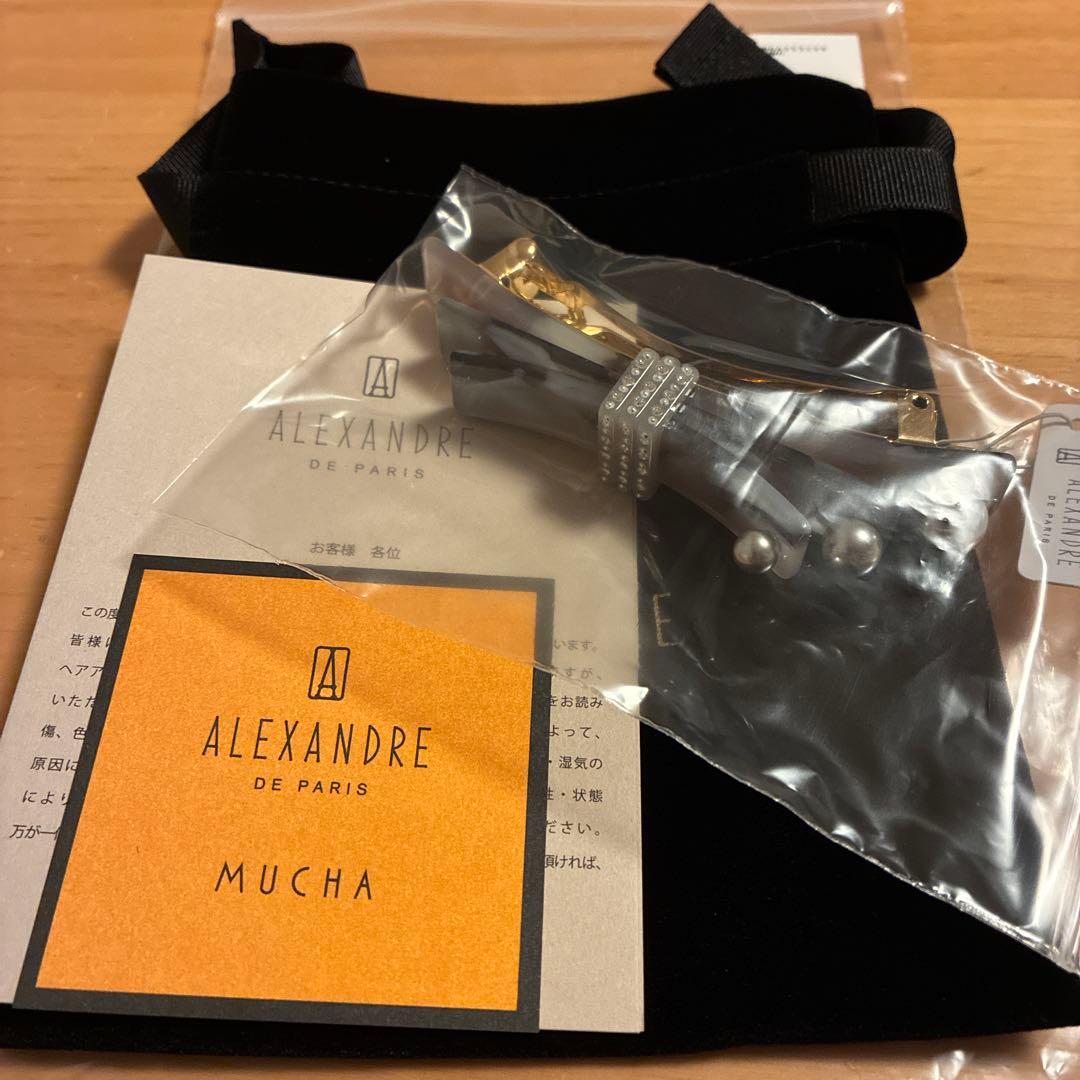 ALEXANDRE
DE PARIS
お客様 各位
この度
皆様に います。
ヘアア すが、
いただ をお読み
傷、色 よって、
原因に ・湿気の
により 性・状態
万が一 ださい。
頂ければ、
ALEXANDRE
DE PARIS
MUCHA
ALEXANDRE
DE PARIS